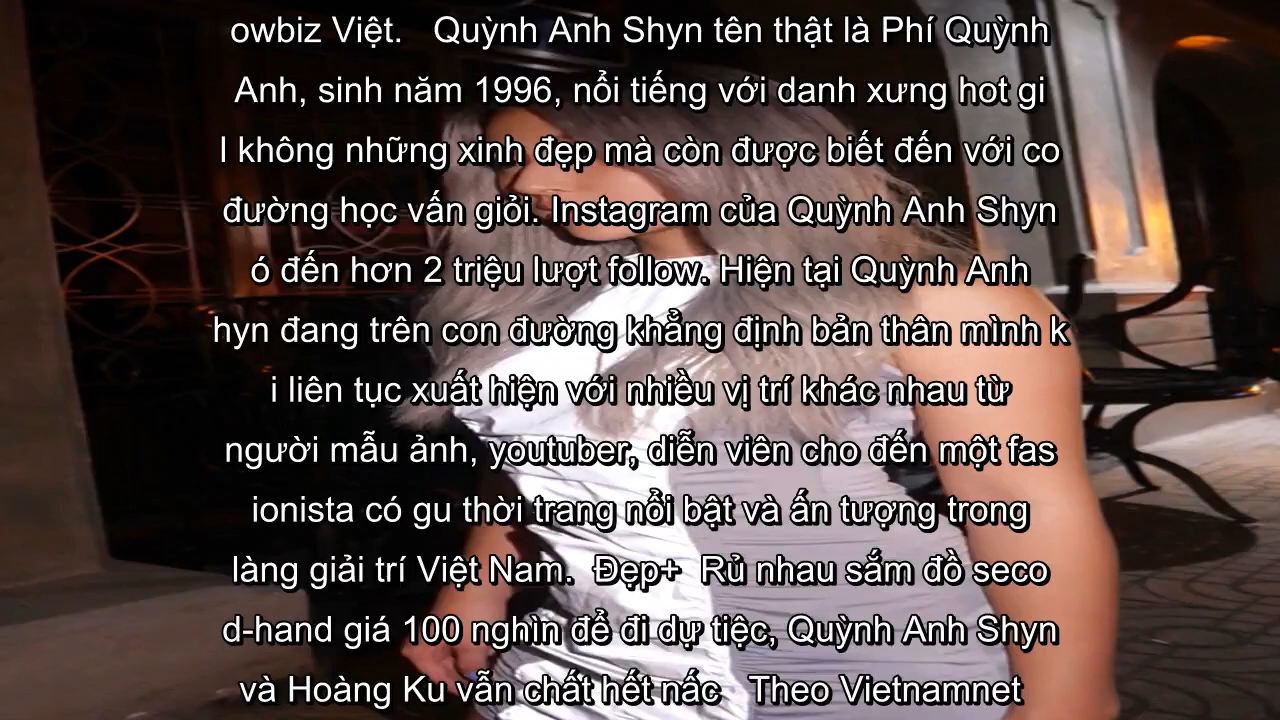 owbiz Việt.   Quỳnh Anh Shyn tên thật là Phí Quỳnh
Anh, sinh năm 1996, nổi tiếng với danh xưng hot gi
l không những xinh đẹp mà còn được biết đến với co
đường học vấn giỏi. Instagram của Quỳnh Anh Shyn
ó đến hơn 2 triệu lượt follow. Hiện tại Quỳnh Anh
hyn đang trên con đường khẳng định bản thân mình k
i liên tục xuất hiện với nhiều vị trí khác nhau từ
người mẫu ảnh, youtuber, diễn viên cho đến một fas
ionista có gu thời trang nổi bật và ấn tượng trong
làng giải trí Việt Nam.  Đẹp+  Rủ nhau sắm đồ seco
d-hand giá 100 nghìn để đi dự tiệc, Quỳnh Anh Shyn
và Hoàng Ku vẫn chất hết nấc   Theo Vietnamnet